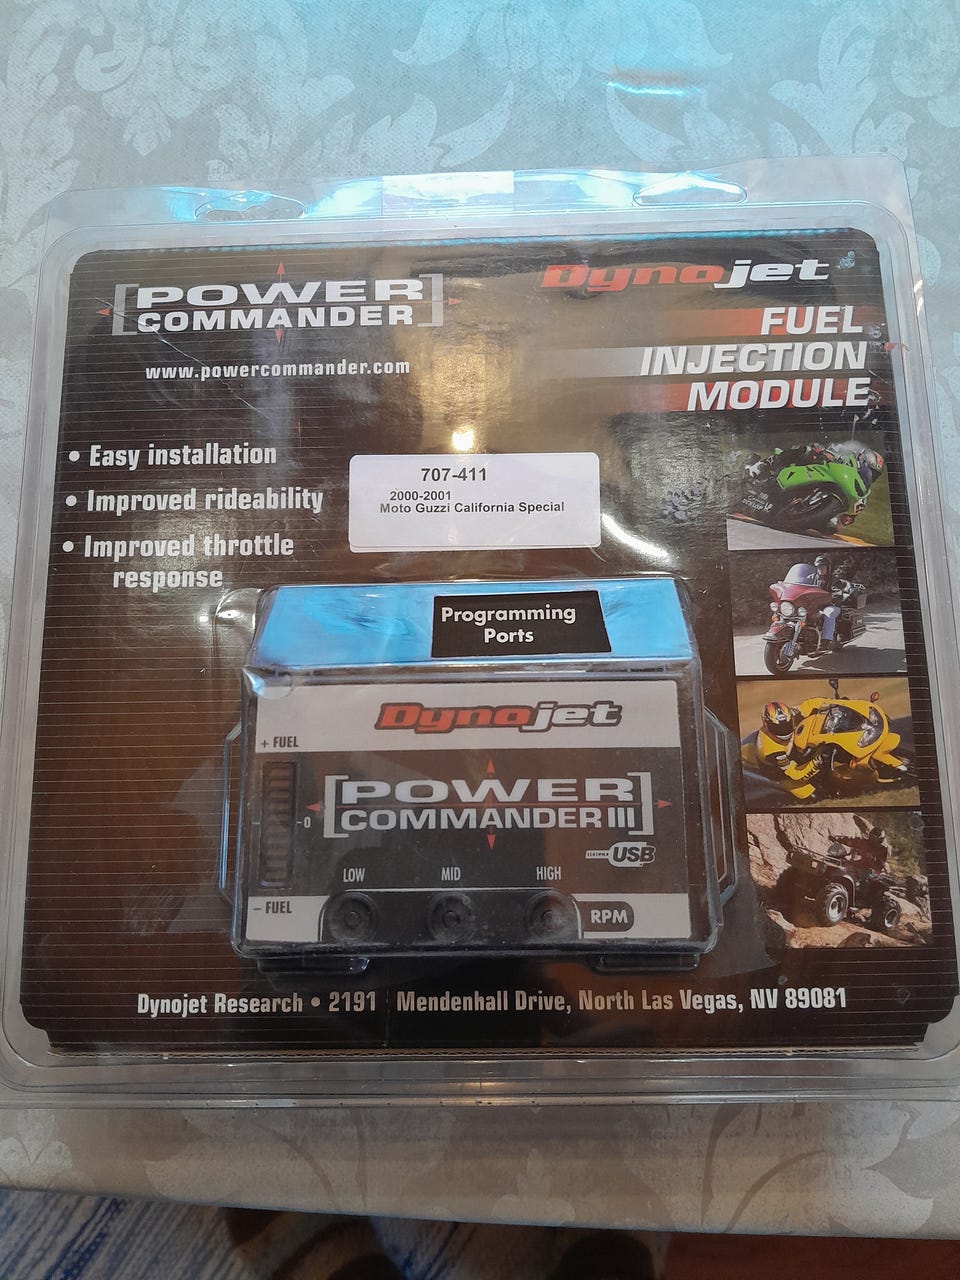 POWER
COMMANDER
www.powercommander.com
Dynojet
FUEL
INJECTION
MODULE
• Easy installation
• Improved rideability
• Improved throttle
response
707-411
2000-2001
Moto Guzzi California Special
Programming
Ports
Dynojet
+ FUEL
0
POWER
COMMANDER III
USB
LOW MID HIGH
- FUEL
RPM
Dynojet Research • 2191 Mendenhall Drive, North Las Vegas, NV 89081